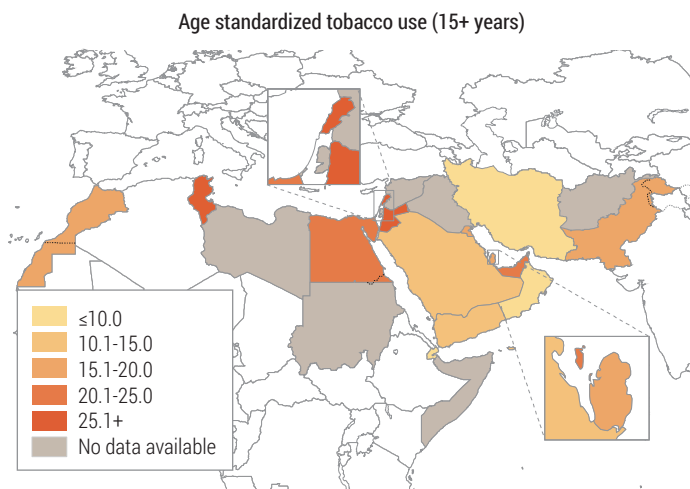 Age standardized tobacco use (15+ years)
≤10.0
10.1-15.0
15.1-20.0
20.1-25.0
25.1+
No data available